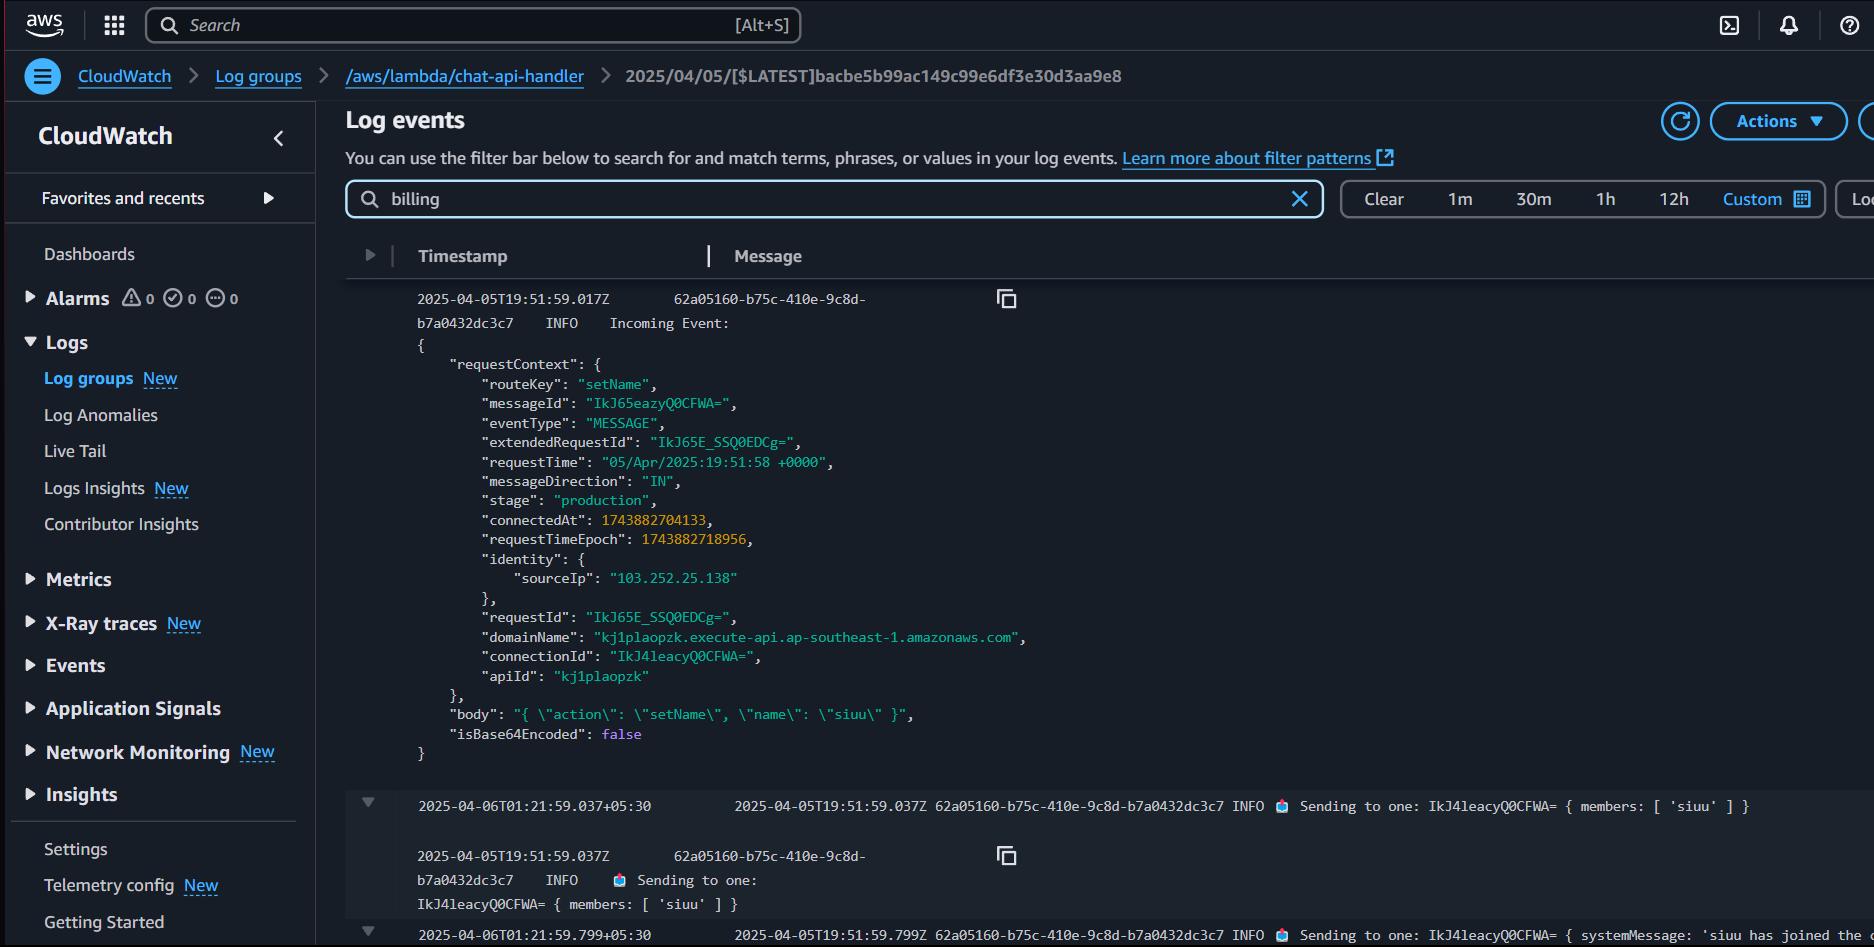 aws
Search [Alt+S]
CloudWatch > Log groups > /aws/lambda/chat-api-handler > 2025/04/05/[$LATEST]bacbe5b99ac149c99e6df3e30d3aa9e8
CloudWatch
Favorites and recents
Dashboards
Alarms 0 0 0
Logs
Log groups New
Log Anomalies
Live Tail
Logs Insights New
Contributor Insights
Metrics
X-Ray traces New
Events
Application Signals
Network Monitoring New
Insights
Settings
Telemetry config New
Getting Started
Log events
Actions
You can use the filter bar below to search for and match terms, phrases, or values in your log events. Learn more about filter patterns
billing
Clear 1m 30m 1h 12h Custom
Timestamp Message
2025-04-05T19:51:59.017Z 62a05160-b75c-410e-9c8d-
b7a0432dc3c7 INFO Incoming Event:
{
"requestContext": {
"routeKey": "setName",
"messageId": "IkJ65eazyQ0CFWA=",
"eventType": "MESSAGE",
"extendedRequestId": "IkJ65E_SSQ0EDCg=",
"requestTime": "05/Apr/2025:19:51:58 +0000",
"messageDirection": "IN",
"stage": "production",
"connectedAt": 1743882704133,
"requestTimeEpoch": 1743882718956,
"identity": {
"sourceIp": "103.252.25.138"
},
"requestId": "IkJ65E_SSQ0EDCg=",
"domainName": "kj1plaopzk.execute-api.ap-southeast-1.amazonaws.com",
"connectionId": "IkJ4leacyQ0CFWA=",
"apiId": "kj1plaopzk"
},
"body": "{ \"action\": \"setName\", \"name\": \"siuu\" }",
"isBase64Encoded": false
}
2025-04-06T01:21:59.037+05:30 2025-04-05T19:51:59.037Z 62a05160-b75c-410e-9c8d-b7a0432dc3c7 INFO 📤 Sending to one: IkJ4leacyQ0CFWA= { members: [ 'siuu' ] }
2025-04-05T19:51:59.037Z 62a05160-b75c-410e-9c8d-
b7a0432dc3c7 INFO 📤 Sending to one:
IkJ4leacyQ0CFWA= { members: [ 'siuu' ] }
2025-04-06T01:21:59.799+05:30 2025-04-05T19:51:59.799Z 62a05160-b75c-410e-9c8d-b7a0432dc3c7 INFO 📤 Sending to one: IkJ4leacyQ0CFWA= { systemMessage: 'siuu has joined the